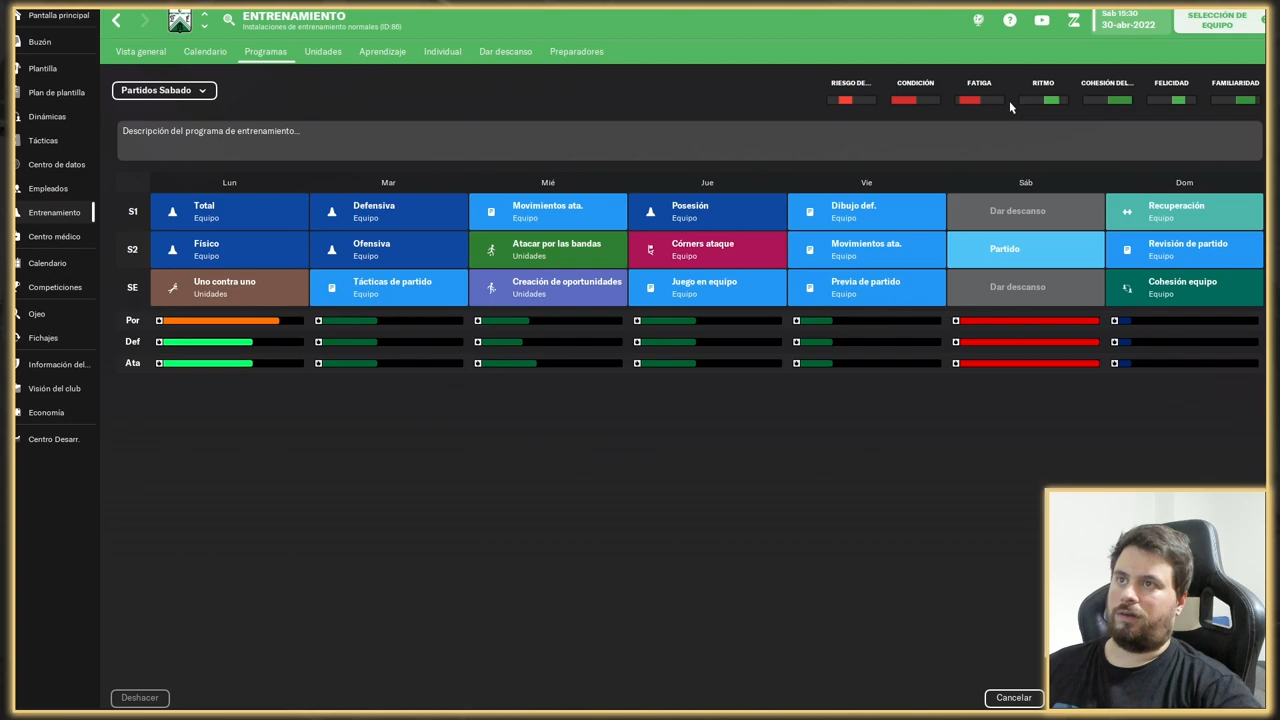 Pantalla principal
Buzón
Plantilla
Plan de plantilla
Dinámicas
Tácticas
Centro de datos
Empleados
Entrenamiento
Centro médico
Calendario
Competiciones
Ojeo
Fichajes
Información del...
Visión del club
Economía
Centro Desarr.
ENTRENAMIENTO
Instalaciones de entrenamiento normales (ID:86)
Sáb 15:30
30-abr-2022
SELECCIÓN DE
EQUIPO
Vista general Calendario Programas Unidades Aprendizaje Individual Dar descanso Preparadores
Partidos Sabado
RIESGO DE... CONDICIÓN FATIGA RITMO COHESIÓN DEL... FELICIDAD FAMILIARIDAD
Descripción del programa de entrenamiento...
Lun Mar Mié Jue Vie Sáb Dom
S1 Total Defensiva Movimientos ata. Posesión Dibujo def. Dar descanso Recuperación
Equipo Equipo Equipo Equipo Equipo Equipo
S2 Físico Ofensiva Atacar por las bandas Córners ataque Movimientos ata. Partido Revisión de partido
Equipo Equipo Unidades Equipo Equipo Equipo
SE Uno contra uno Tácticas de partido Creación de oportunidades Juego en equipo Previa de partido Dar descanso Cohesión equipo
Unidades Equipo Unidades Equipo Equipo Equipo
Por
Def
Ata
Deshacer
Cancelar